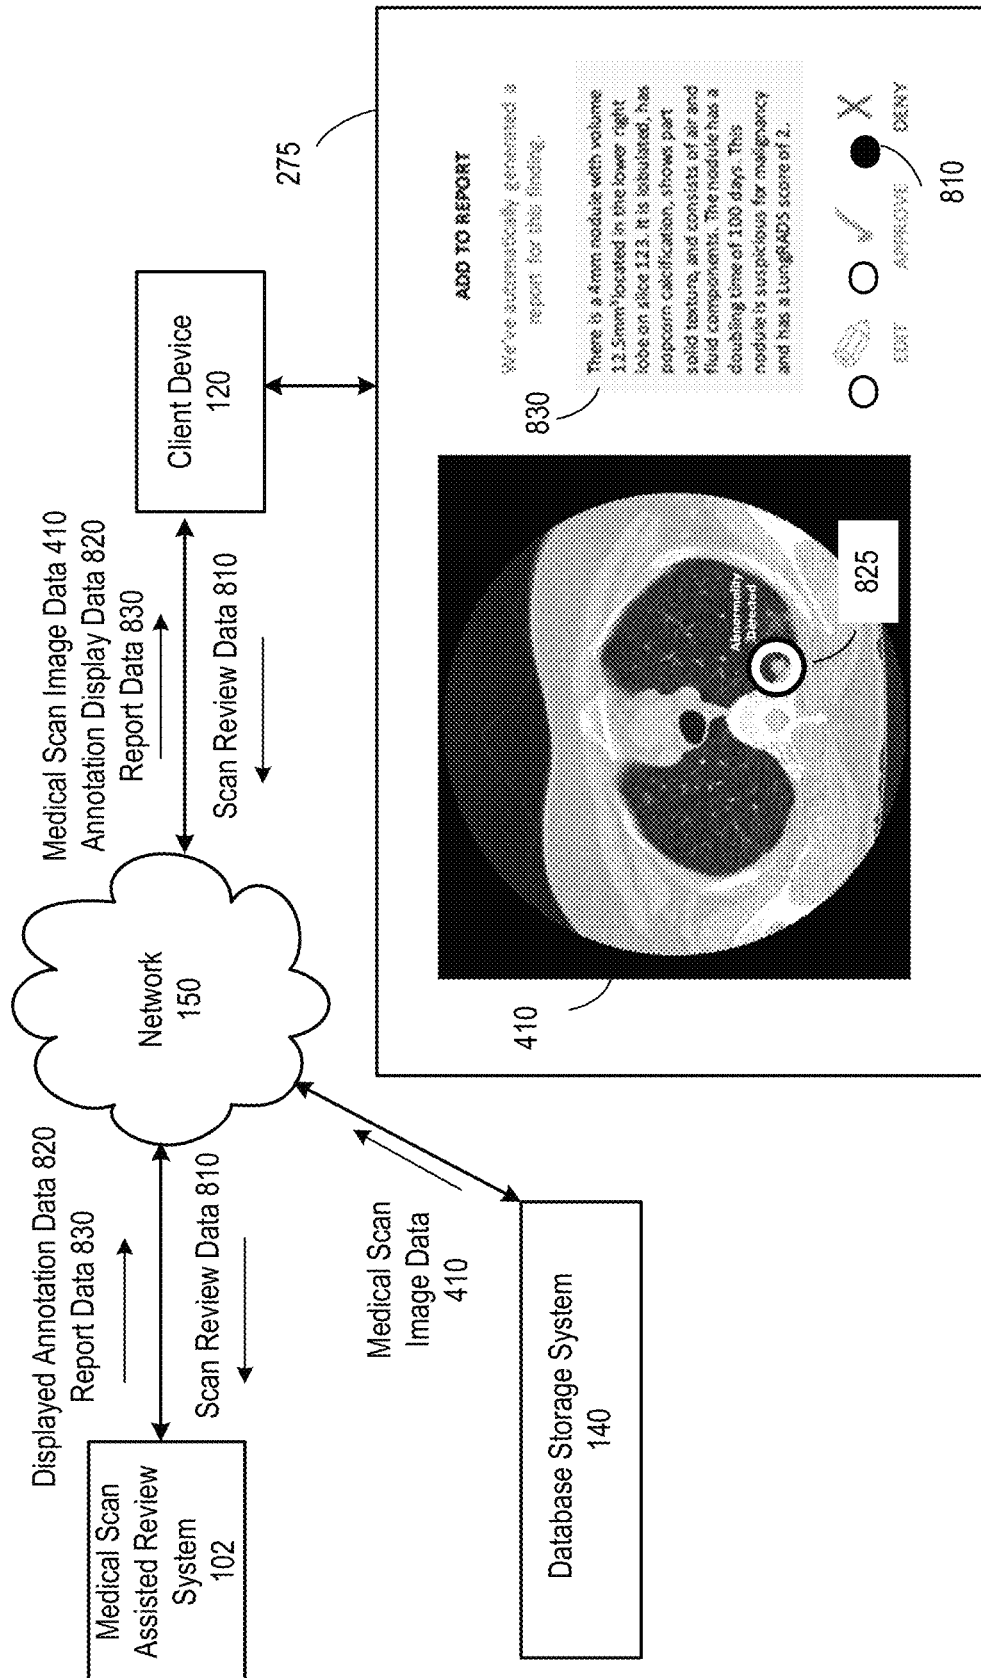 Medical Scan
Assisted Review
System
102
Displayed Annotation Data 820
Report Data 830
Scan Review Data 810
Network
150
Medical Scan
Image Data
410
Database Storage System
140
Medical Scan Image Data 410
Annotation Display Data 820
Report Data 830
Scan Review Data 810
Client Device
120
275
410
Abnormality
Detected
825
ADD TO REPORT
We've automatically generated a
report for this finding.
830
There is a 4mm nodule with volume
12.5mm³ located in the lower right
lobe on slice 123. It is lobulated, has
popcorn calcification, shows part
solid texture, and consists of air and
fluid components. The nodule has a
doubling time of 100 days. This
nodule is suspicious for malignancy
and has a LungRADS score of 2.
EDIT
APPROVE
DENY
810